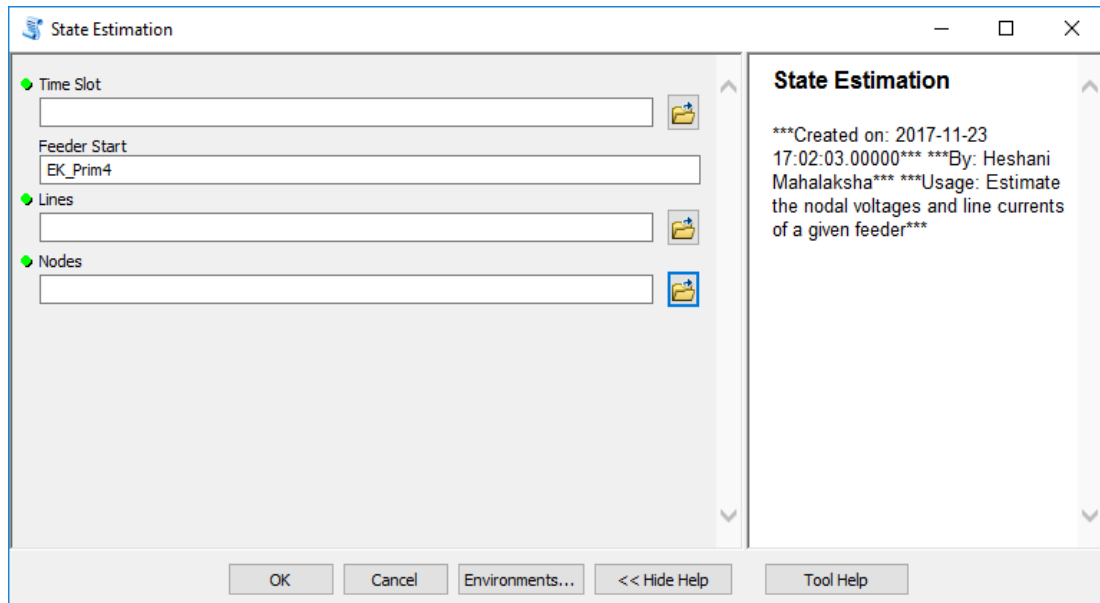 State Estimation
Time Slot
Feeder Start
EK_Prim4
Lines
Nodes
State Estimation
***Created on: 2017-11-23
17:02:03.00000*** ***By: Heshani
Mahalaksha*** ***Usage: Estimate
the nodal voltages and line currents
of a given feeder***
OK
Cancel
Environments...
<< Hide Help
Tool Help